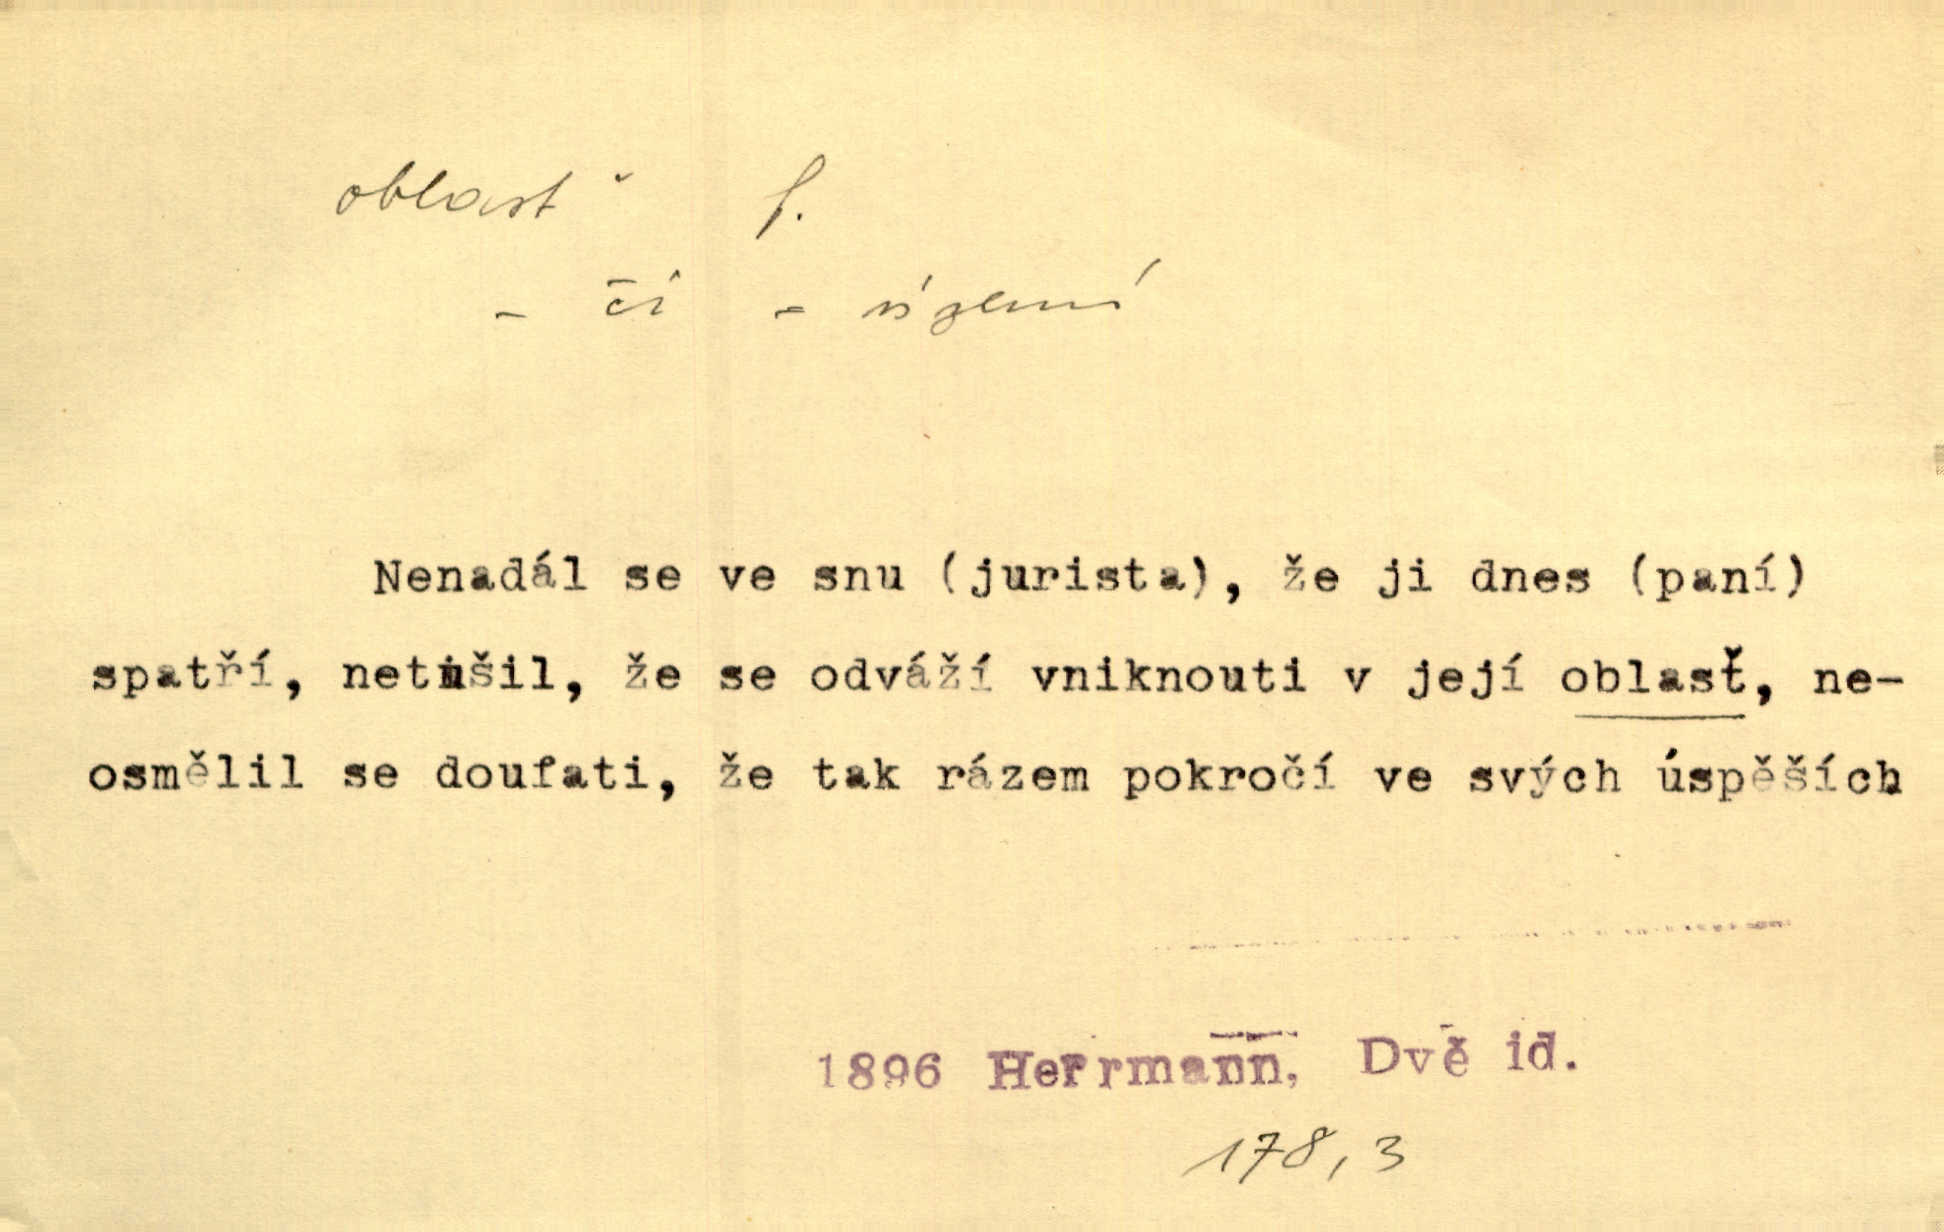 oblasť f.
- čí - území
Nenadál se ve snu (jurista), že ji dnes (paní)
spatří, netušil, že se odváží vniknouti v její oblasť, ne-
osmělil se doufati, že tak rázem pokročí ve svých úspěších
1896 Herrmann, Dvě id.
178,3